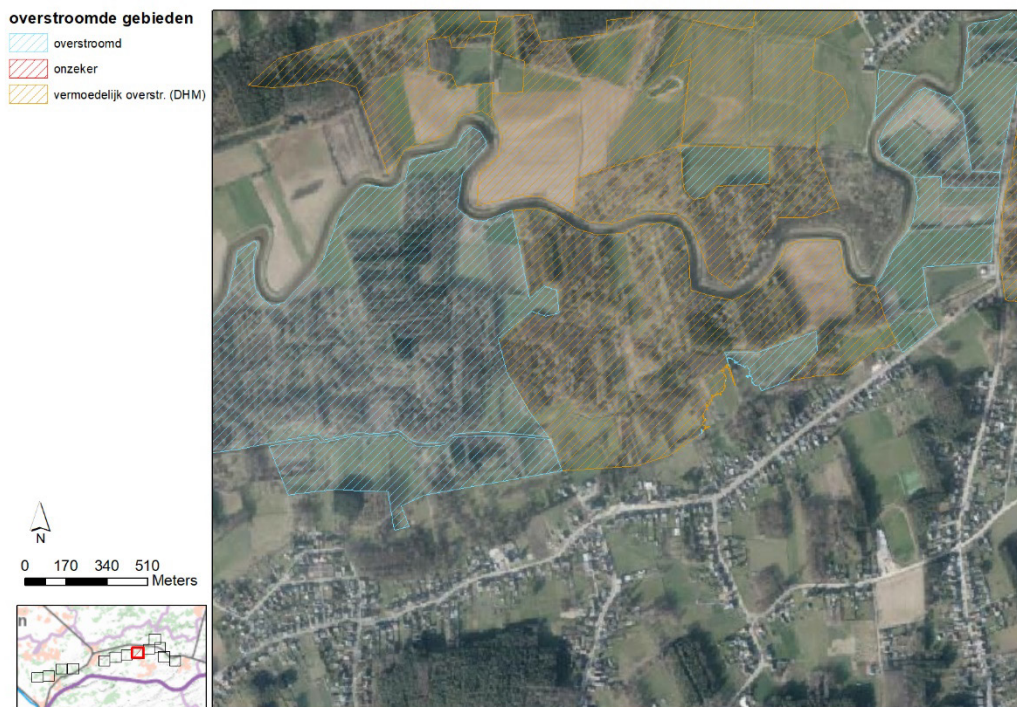 overstroomde gebieden
overstroomd
onzeker
vermoedelijk overstr. (DHM)
N
0 170 340 510
Meters
n